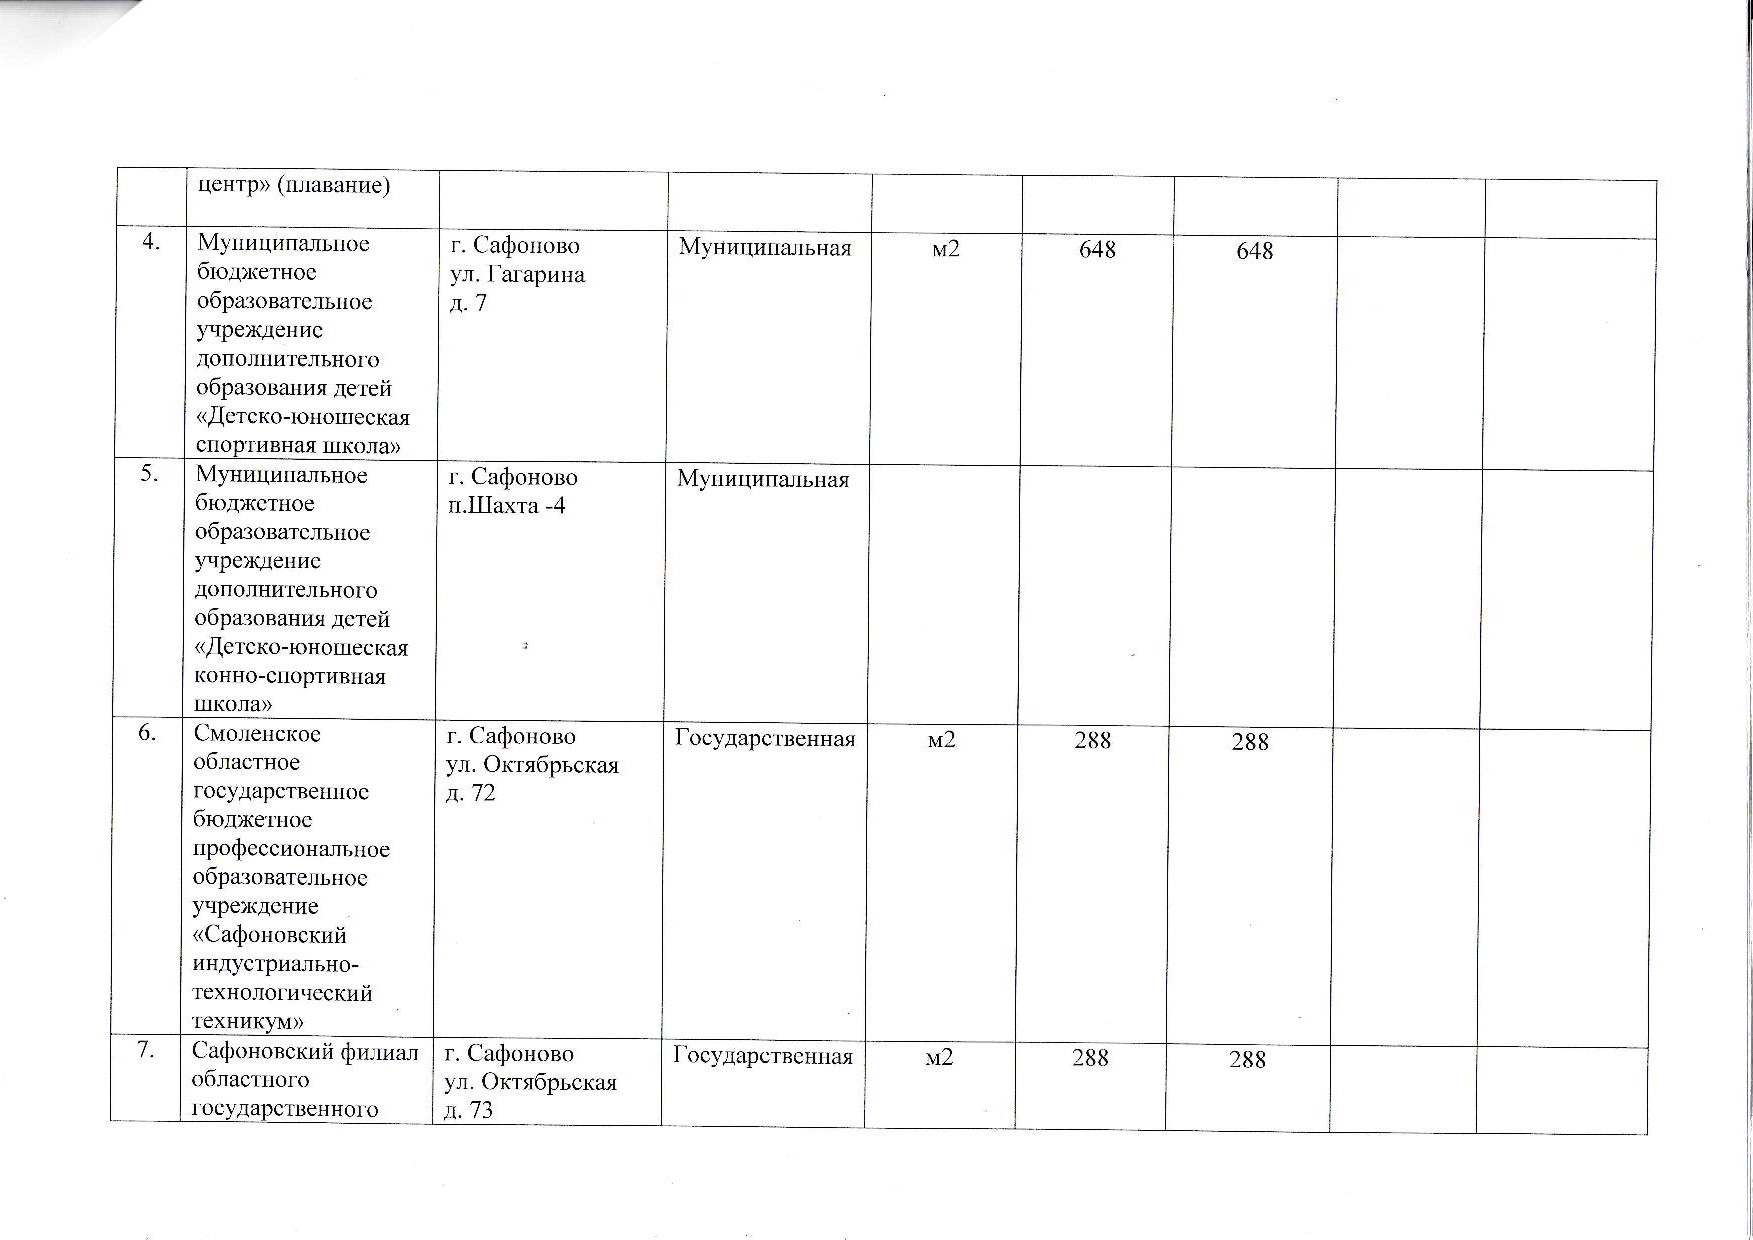 центр» (плавание)
4.
Муниципальное
бюджетное
образовательное
учреждение
дополнительного
образования детей
«Детско-юношеская
спортивная школа»
г. Сафоново
ул. Гагарина
д. 7
Муниципальная
м2
648
648
5.
Муниципальное
бюджетное
образовательное
учреждение
дополнительного
образования детей
«Детско-юношеская
конно-спортивная
школа»
г. Сафоново
п.Шахта -4
Муниципальная
6.
Смоленское
областное
государственное
бюджетное
профессиональное
образовательное
учреждение
«Сафоновский
индустриально-
технологический
техникум»
г. Сафоново
ул. Октябрьская
д. 72
Государственная
м2
288
288
7.
Сафоновский филиал
областного
государственного
г. Сафоново
ул. Октябрьская
д. 73
Государственная
м2
288
288